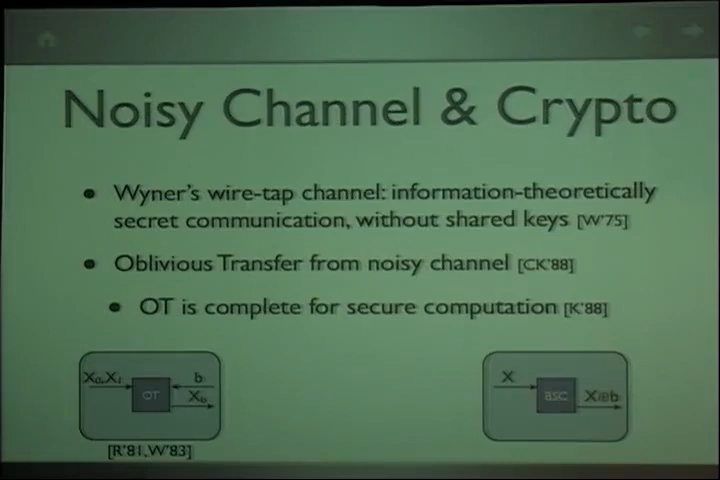 Noisy Channel & Crypto
Wyner's wire-tap channel: information-theoretically
secret communication, without shared keys [W'75]
Oblivious Transfer from noisy channel [CK'88]
OT is complete for secure computation [K'88]
X₀,X₁
b
OT
X_b
[R'81,W'83]
X
BSC
X⊕b